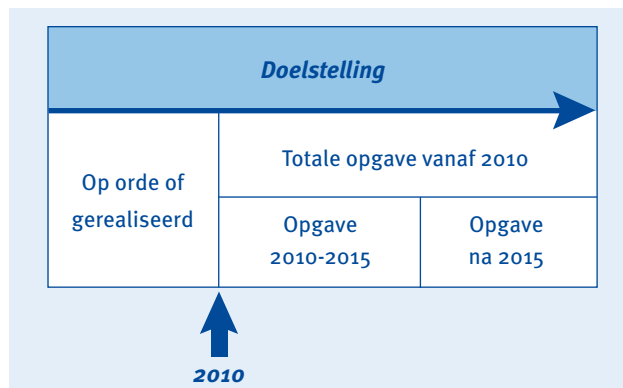 Doelstelling
Op orde of
gerealiseerd
Totale opgave vanaf 2010
Opgave
2010-2015
Opgave
na 2015
2010